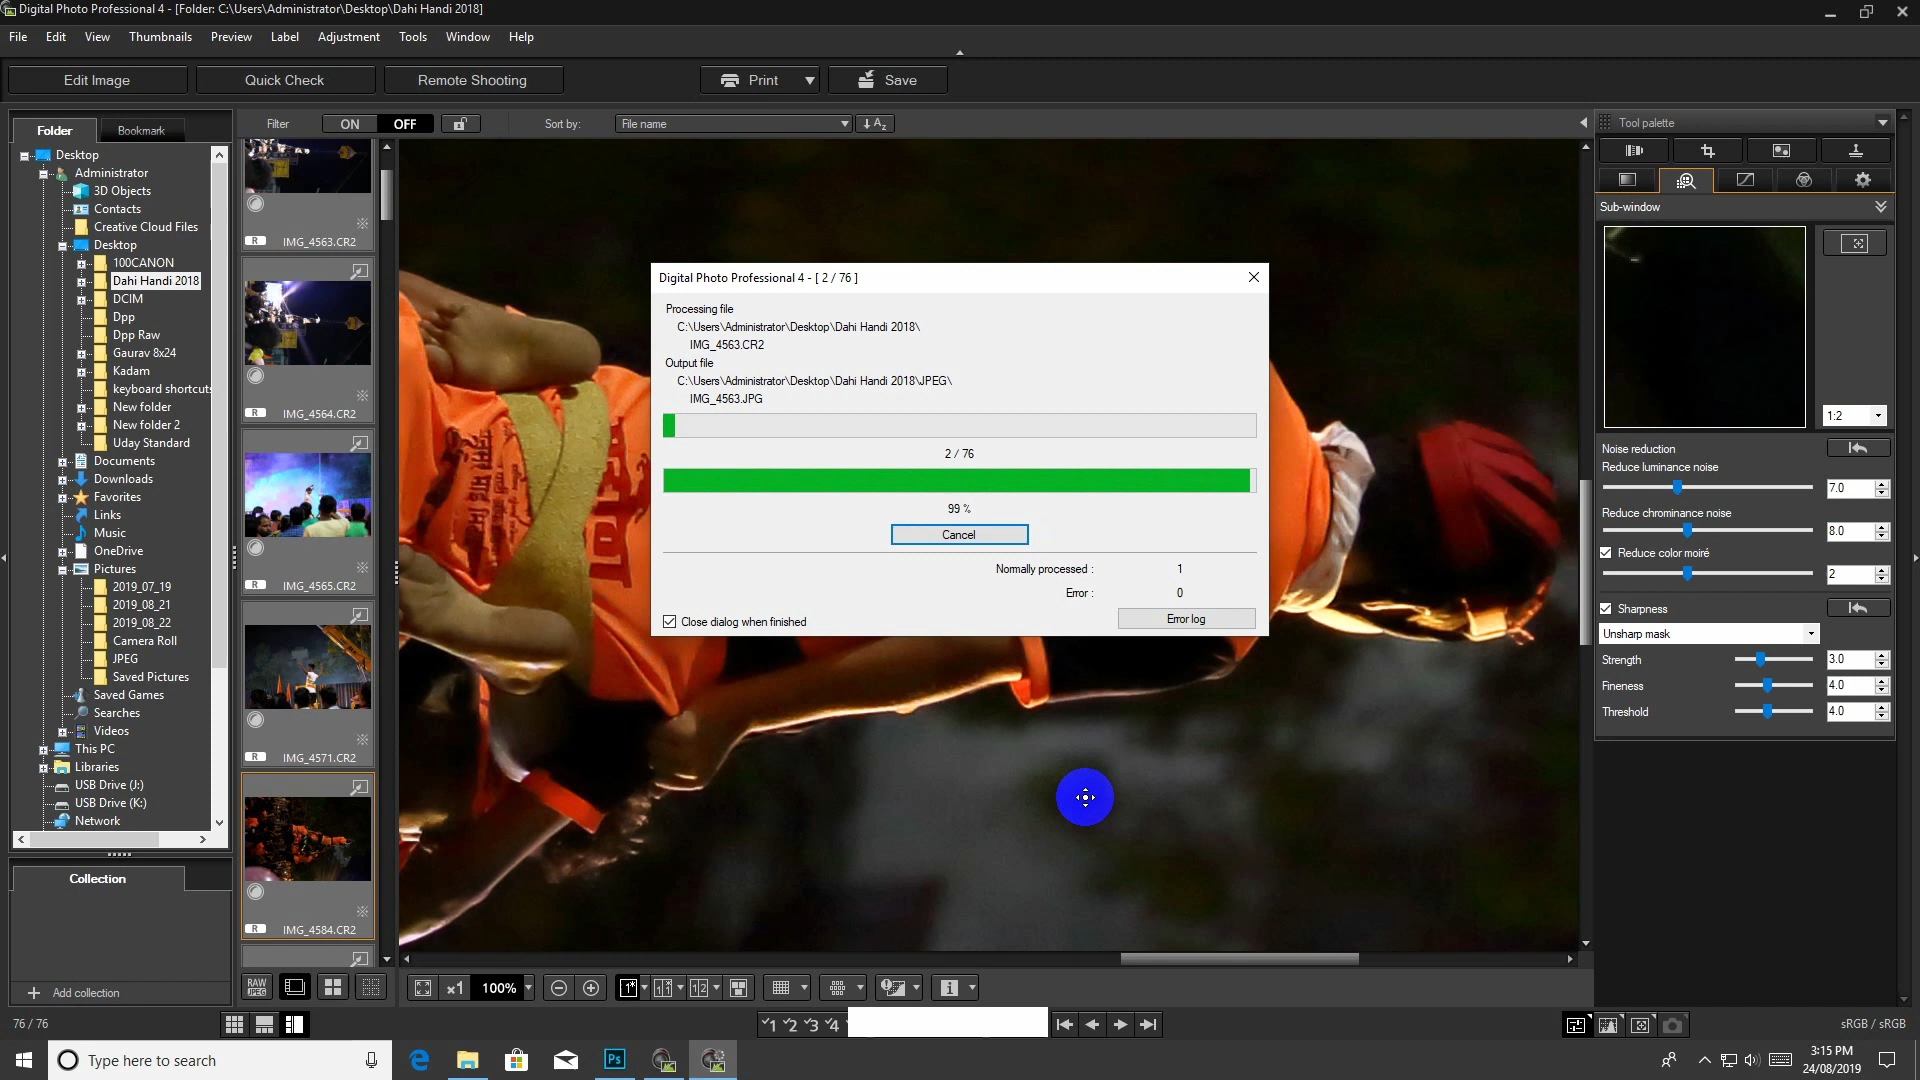 Digital Photo Professional 4 - [Folder: C:\Users\Administrator\Desktop\Dahi Handi 2018]
File Edit View Thumbnails Preview Label Adjustment Tools Window Help
Edit Image Quick Check Remote Shooting Print Save
Folder Bookmark
Filter ON OFF Sort by: File name
Tool palette
Desktop
Administrator
3D Objects
Contacts
Creative Cloud Files
Desktop
100CANON
Dahi Handi 2018
DCIM
Dpp
Dpp Raw
Gaurav 8x24
Kadam
keyboard shortcuts
New folder
New folder 2
Uday Standard
Documents
Downloads
Favorites
Links
Music
OneDrive
Pictures
2019_07_19
2019_08_21
2019_08_22
Camera Roll
JPEG
Saved Pictures
Saved Games
Searches
Videos
This PC
Libraries
USB Drive (J:)
USB Drive (K:)
Network
Collection
Add collection
76 / 76
R IMG_4563.CR2
R IMG_4564.CR2
R IMG_4565.CR2
R IMG_4571.CR2
R IMG_4584.CR2
Digital Photo Professional 4 - [ 2 / 76 ]
Processing file
C:\Users\Administrator\Desktop\Dahi Handi 2018\
IMG_4563.CR2
Output file
C:\Users\Administrator\Desktop\Dahi Handi 2018\JPEG\
IMG_4563.JPG
2 / 76
99 %
Cancel
Normally processed : 1
Error : 0
Close dialog when finished
Error log
Sub-window
1:2
Noise reduction
Reduce luminance noise
7.0
Reduce chrominance noise
8.0
Reduce color moiré
2
Sharpness
Unsharp mask
Strength 3.0
Fineness 4.0
Threshold 4.0
RAW JPEG
x1 100%
1 2 3 4
sRGB / sRGB
Type here to search
Ps
3:15 PM
24/08/2019